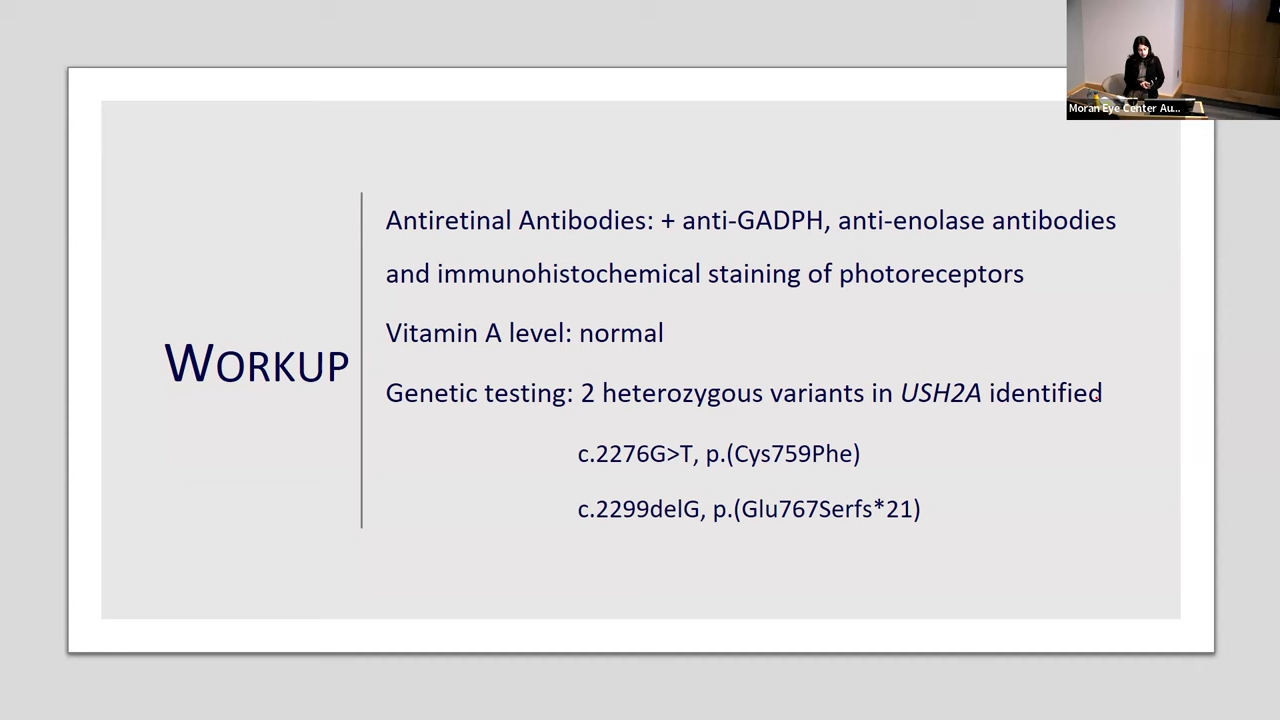 Moran Eye Center Au...
Antiretinal Antibodies: + anti-GADPH, anti-enolase antibodies
and immunohistochemical staining of photoreceptors
Vitamin A level: normal
WORKUP
Genetic testing: 2 heterozygous variants in USH2A identified
c.2276G>T, p.(Cys759Phe)
c.2299delG, p.(Glu767Serfs*21)